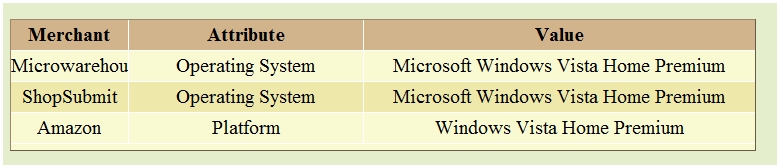 Merchant Attribute Value
Microwarehou Operating System Microsoft Windows Vista Home Premium
ShopSubmit Operating System Microsoft Windows Vista Home Premium
Amazon Platform Windows Vista Home Premium